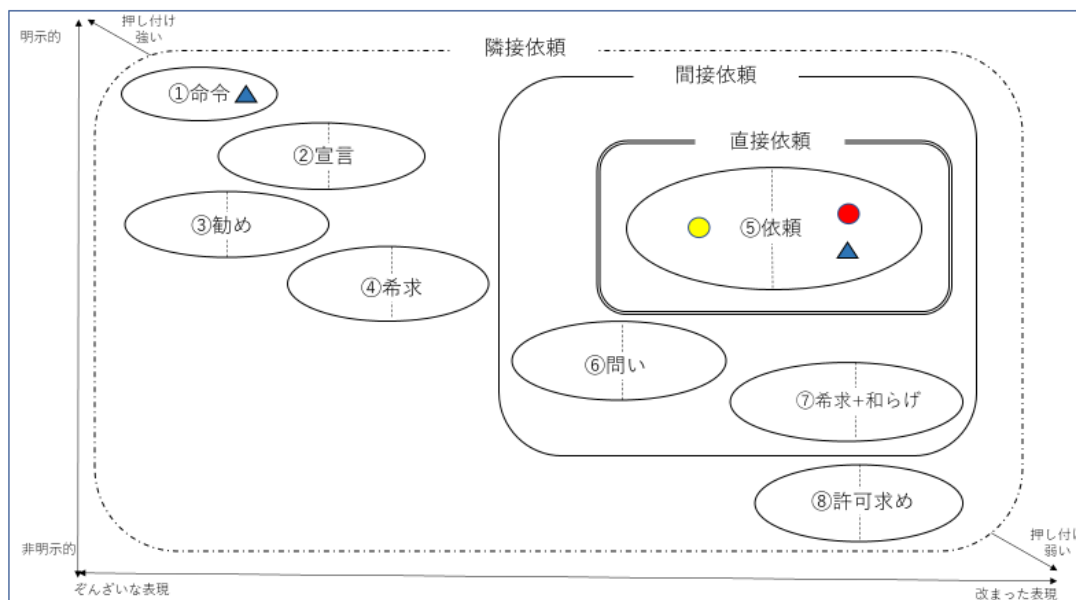 押し付け
強い
明示的
隣接依頼
間接依頼
①命令
直接依頼
②宣言
③勧め
⑤依頼
④希求
⑥問い
⑦希求+和らげ
⑧許可求め
押し付け
弱い
非明示的
ぞんざいな表現
改まった表現